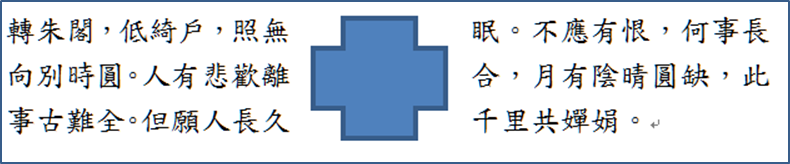 轉朱閣，低綺戶，照無眠。不應有恨，何事長
向別時圓。人有悲歡離合，月有陰晴圓缺，此
事古難全。但願人長久千里共嬋娟。